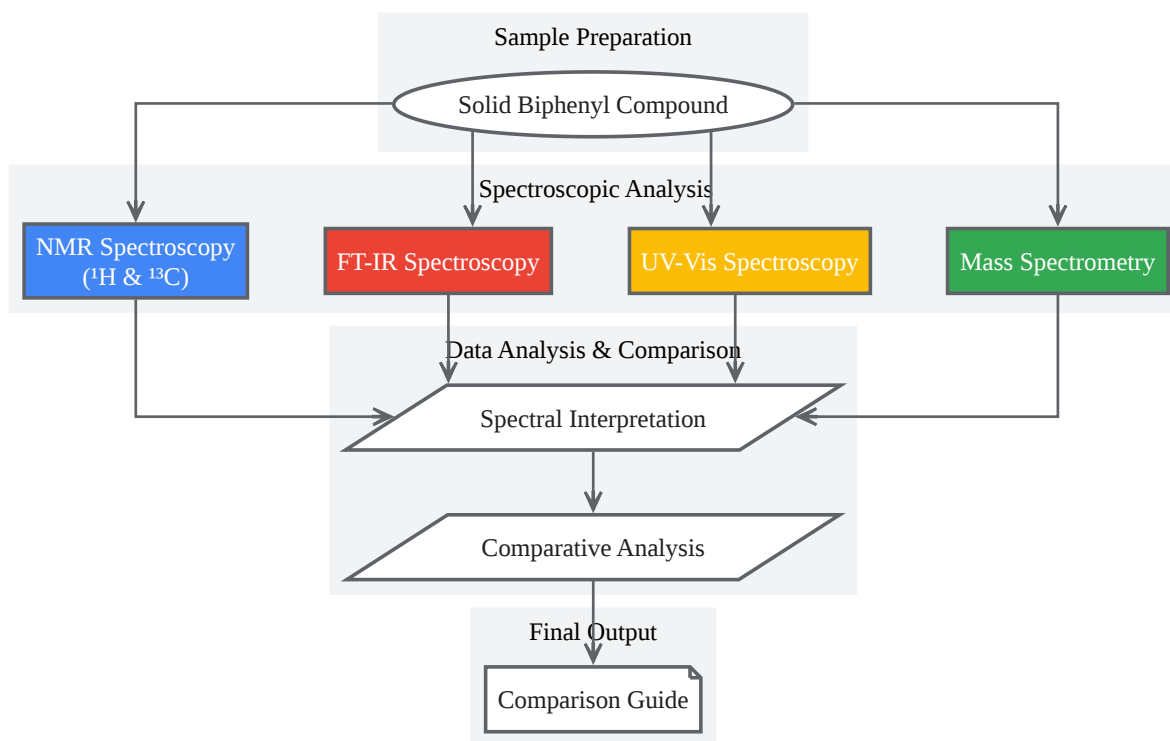 Sample Preparation
Solid Biphenyl Compound
Spectroscopic Analysis
NMR Spectroscopy
(¹H & ¹³C)
FT-IR Spectroscopy
UV-Vis Spectroscopy
Mass Spectrometry
Data Analysis & Comparison
Spectral Interpretation
Comparative Analysis
Final Output
Comparison Guide